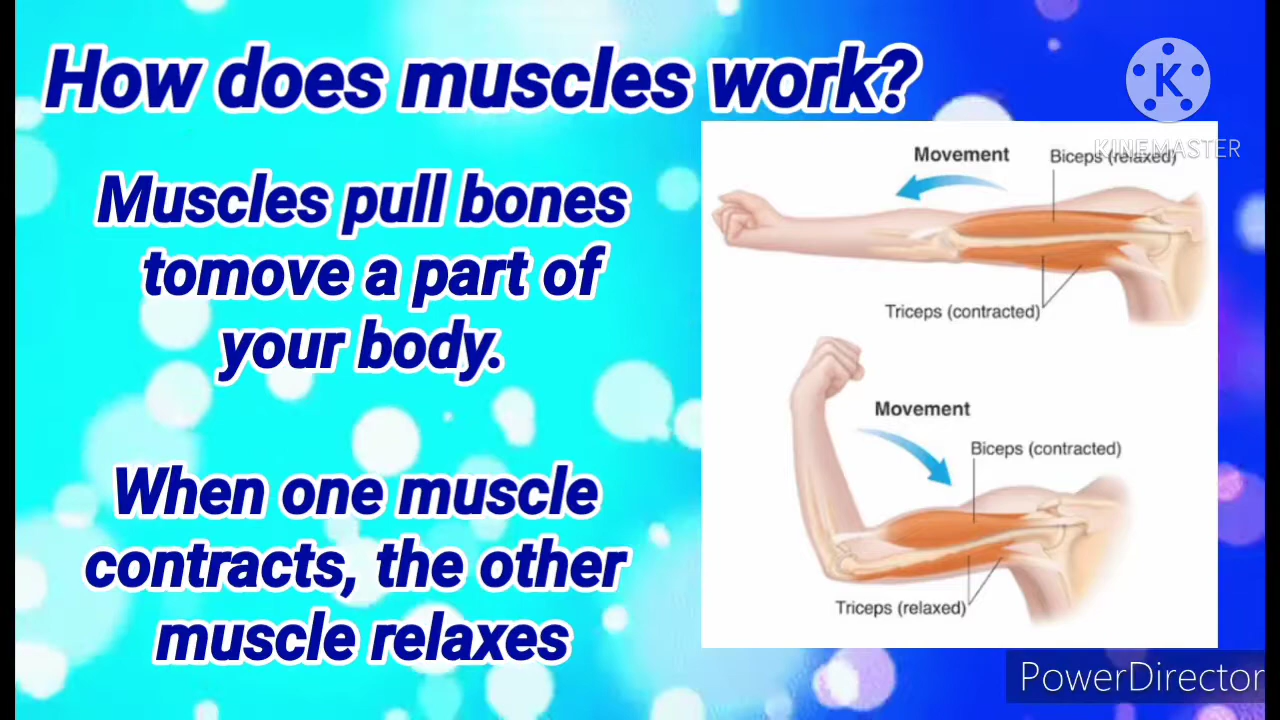 How does muscles work?
Muscles pull bones
tomove a part of
your body.
When one muscle
contracts, the other
muscle relaxes
K
KINEMASTER
Movement
Biceps (relaxed)
Triceps (contracted)
Movement
Biceps (contracted)
Triceps (relaxed)
PowerDirector